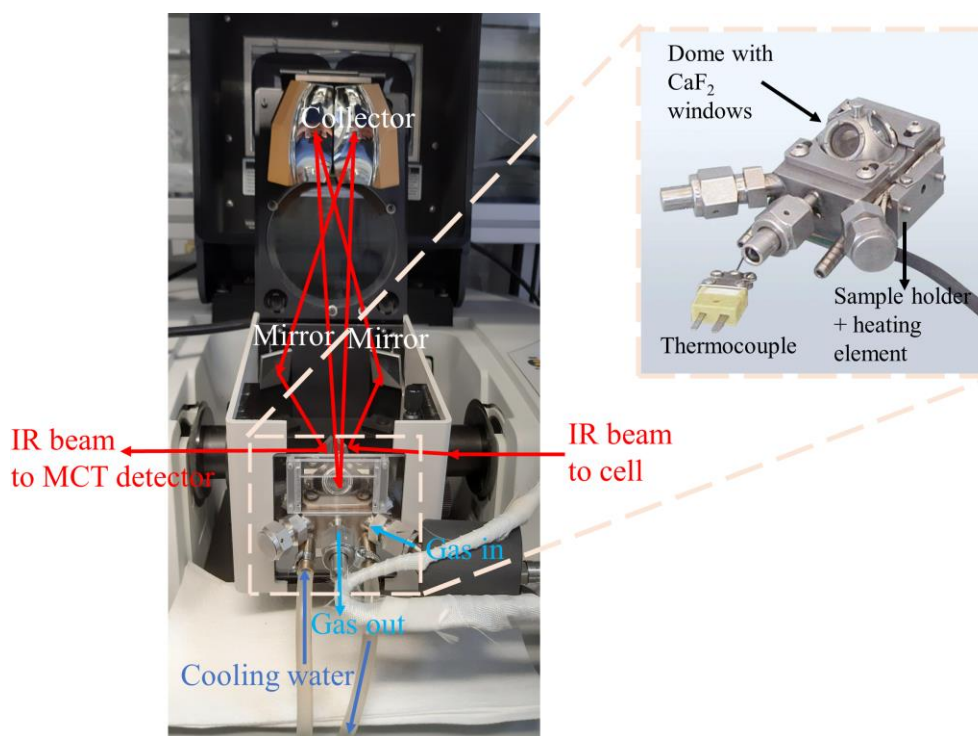 Collector
Mirror
Mirror
IR beam
to MCT detector
IR beam
to cell
Gas in
Gas out
Cooling water
Dome with
CaF₂
windows
Thermocouple
Sample holder
+ heating
element